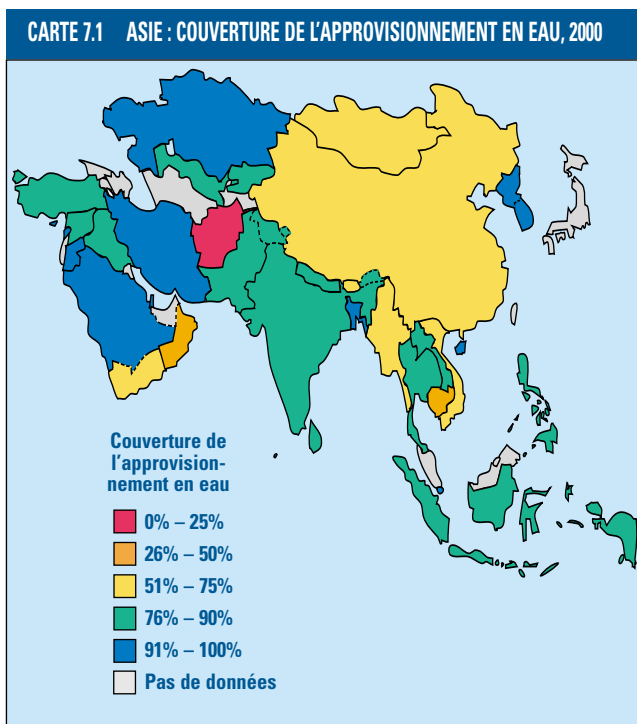 CARTE 7.1 ASIE : COUVERTURE DE L'APPROVISIONNEMENT EN EAU, 2000
Couverture de
l'approvision-
nement en eau
0% – 25%
26% – 50%
51% – 75%
76% – 90%
91% – 100%
Pas de données